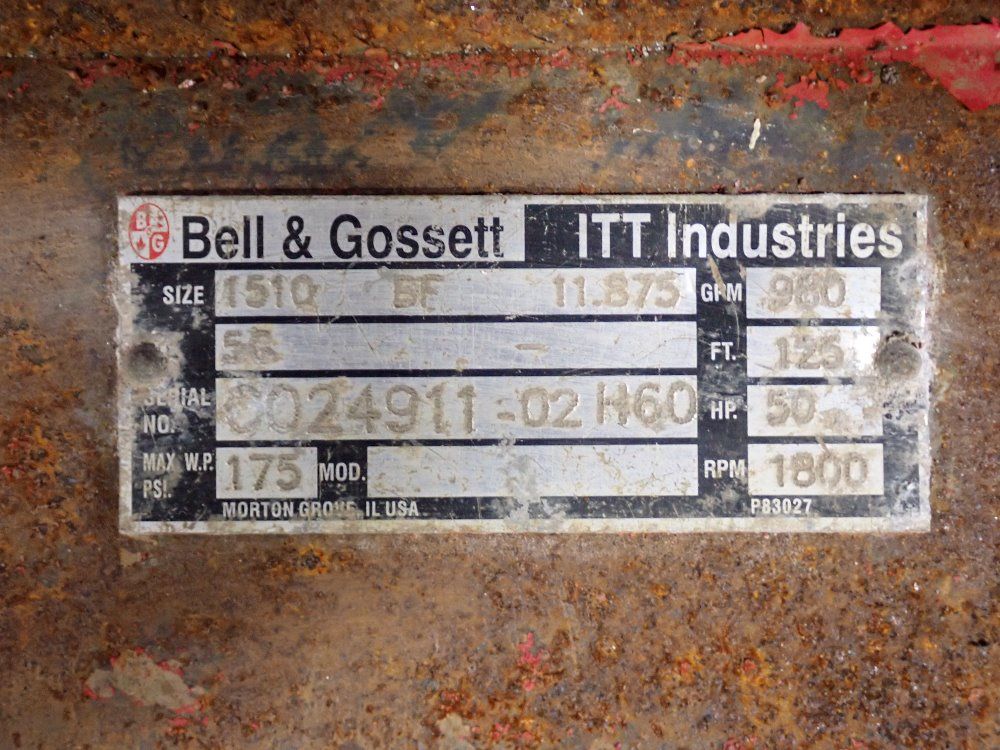 B&G Bell & Gossett ITT Industries
SIZE 1510 BF 11.875 GPM 980
FT. 125
SERIAL NO. C024911-02 H60 HP. 50
MAX W.P. PSI. 175 MOD. RPM 1800
MORTON GROVE, IL USA P83027